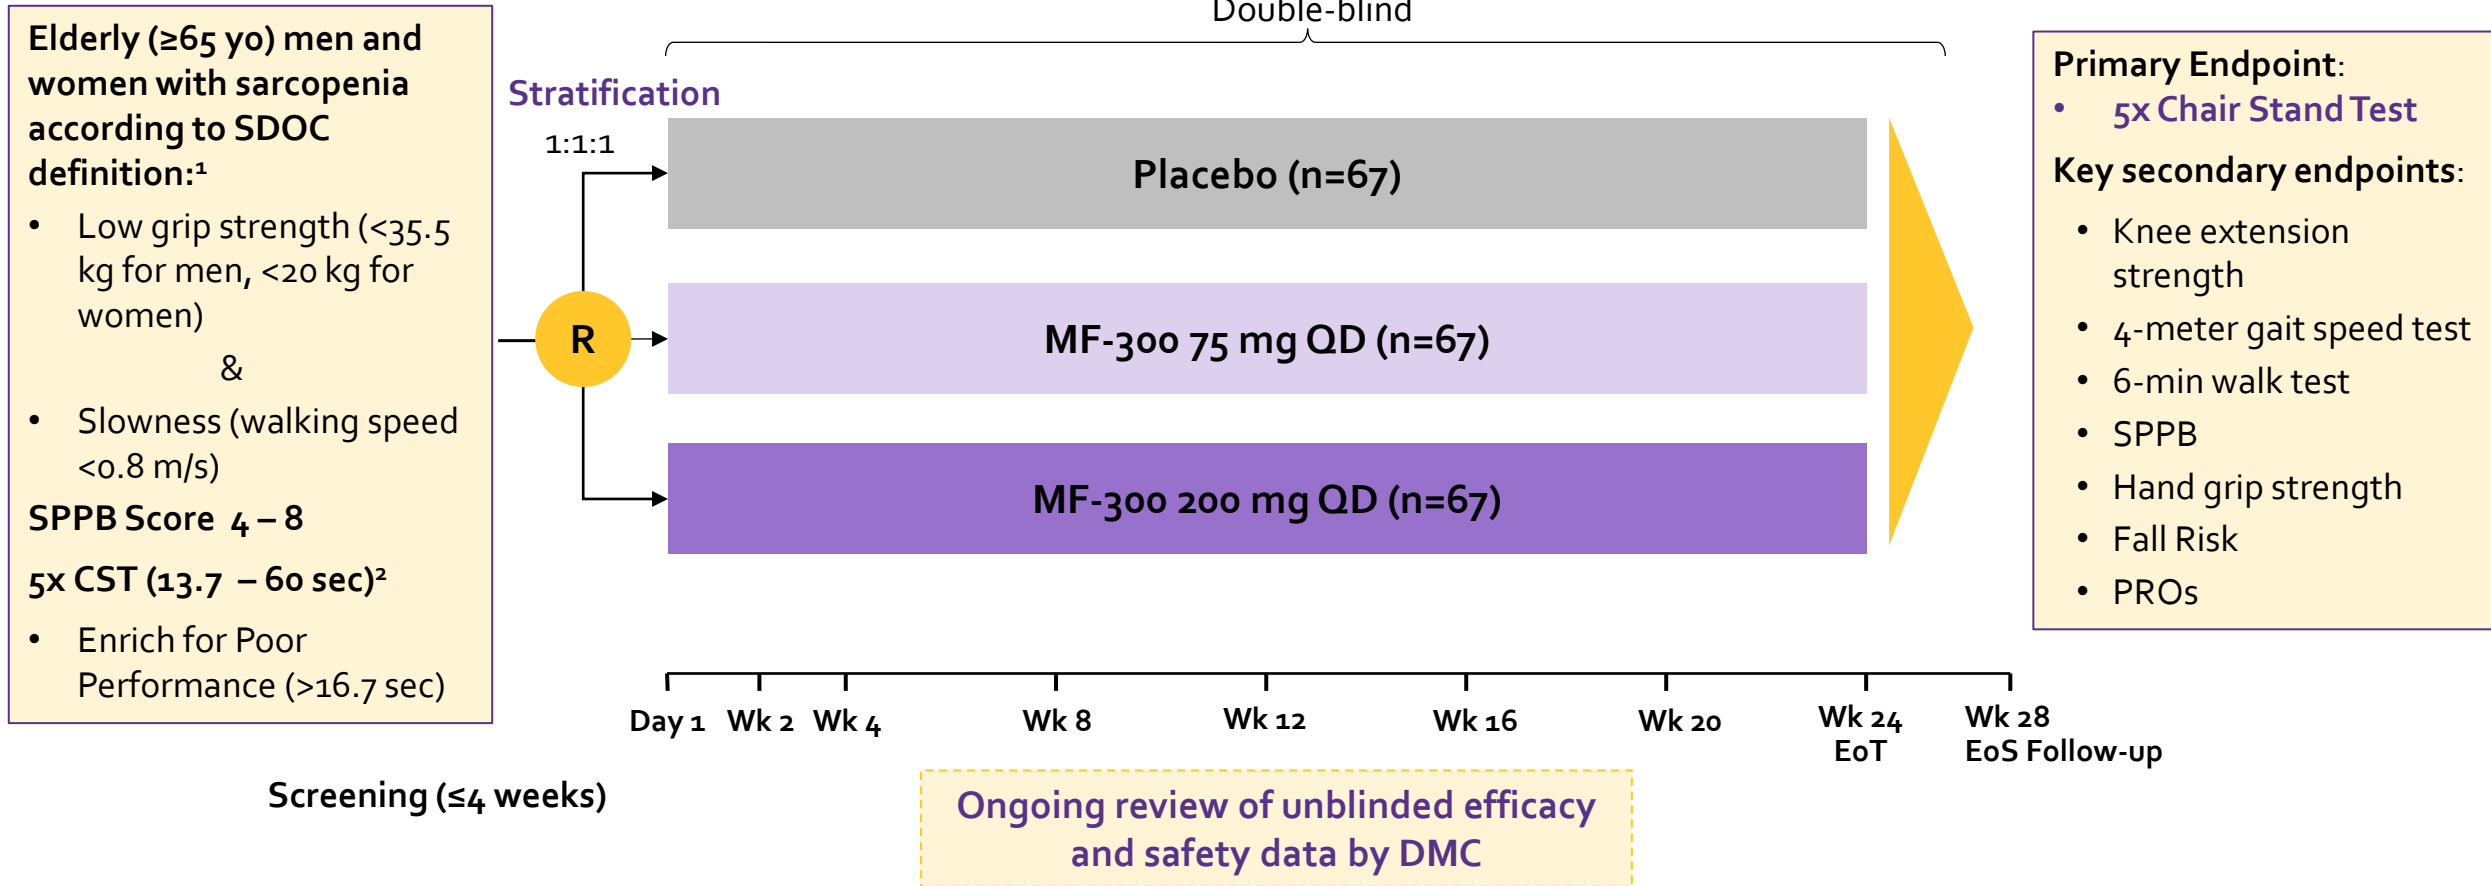 Double-blind
Elderly (≥65 yo) men and
women with sarcopenia
according to SDOC
definition:¹
• Low grip strength (<35.5
kg for men, <20 kg for
women)
&
• Slowness (walking speed
<0.8 m/s)
SPPB Score 4 – 8
5x CST (13.7 – 60 sec)²
• Enrich for Poor
Performance (>16.7 sec)
Stratification
1:1:1
R
Placebo (n=67)
MF-300 75 mg QD (n=67)
MF-300 200 mg QD (n=67)
Primary Endpoint:
• 5x Chair Stand Test
Key secondary endpoints:
• Knee extension
strength
• 4-meter gait speed test
• 6-min walk test
• SPPB
• Hand grip strength
• Fall Risk
• PROs
Day 1 Wk 2 Wk 4 Wk 8 Wk 12 Wk 16 Wk 20 Wk 24 Wk 28
EoT EoS Follow-up
Screening (≤4 weeks)
Ongoing review of unblinded efficacy
and safety data by DMC